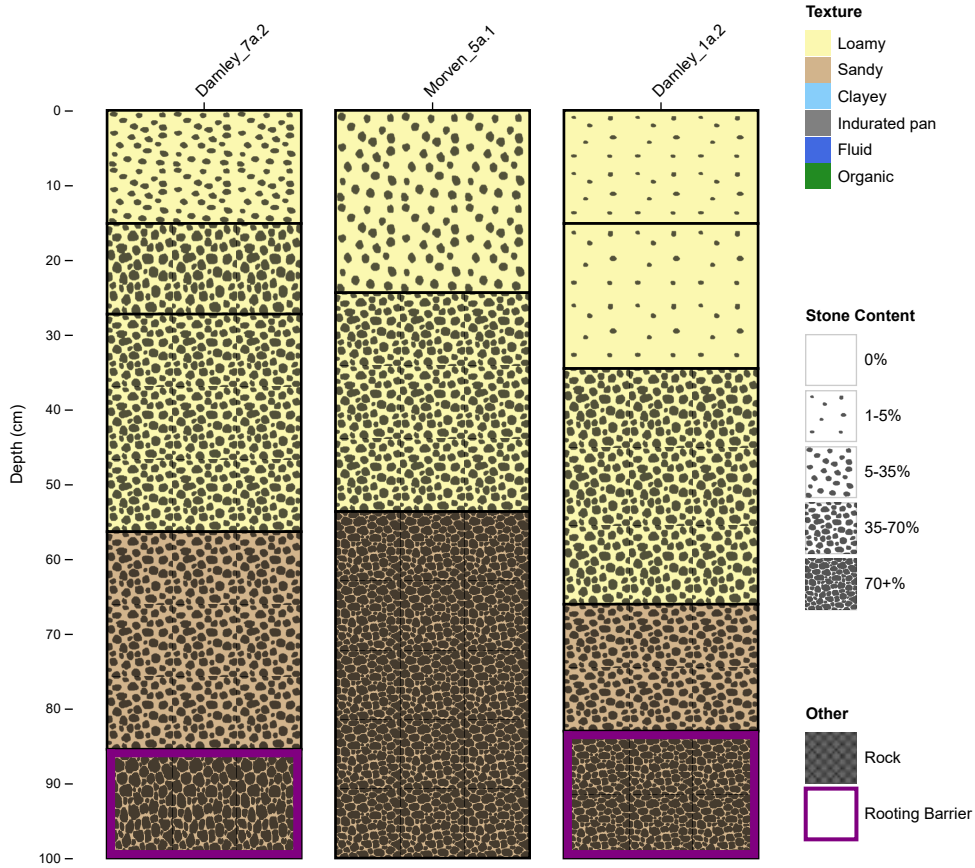 Darnley_7a.2
Morven_5a.1
Darnley_1a.2
Depth (cm)
0
10
20
30
40
50
60
70
80
90
100
Texture
Loamy
Sandy
Clayey
Indurated pan
Fluid
Organic
Stone Content
0%
1-5%
5-35%
35-70%
70+%
Other
Rock
Rooting Barrier